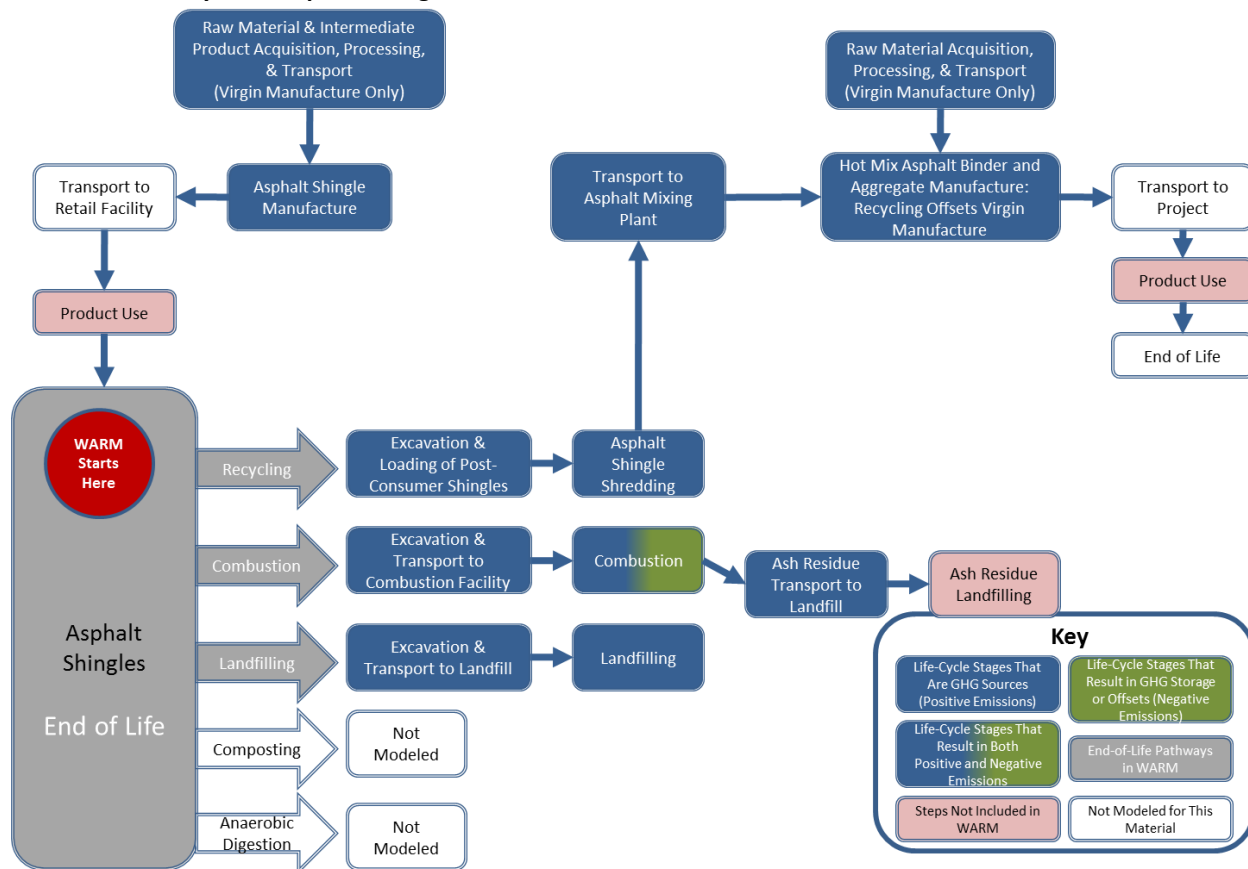 Raw Material & Intermediate
Product Acquisition, Processing,
& Transport
(Virgin Manufacture Only)
Raw Material Acquisition,
Processing, & Transport
(Virgin Manufacture Only)
Transport to
Retail Facility
Asphalt Shingle
Manufacture
Transport to
Asphalt Mixing
Plant
Hot Mix Asphalt Binder and
Aggregate Manufacture:
Recycling Offsets Virgin
Manufacture
Transport to
Project
Product Use
Product Use
End of Life
WARM
Starts
Here
Asphalt
Shingles
End of Life
Recycling
Excavation &
Loading of Post-
Consumer Shingles
Asphalt
Shingle
Shredding
Combustion
Excavation &
Transport to
Combustion Facility
Combustion
Ash Residue
Transport to
Landfill
Ash Residue
Landfilling
Landfilling
Excavation &
Transport to Landfill
Landfilling
Composting
Not
Modeled
Anaerobic
Digestion
Not
Modeled
Key
Life-Cycle Stages That
Are GHG Sources
(Positive Emissions)
Life-Cycle Stages That
Result in GHG Storage
or Offsets (Negative
Emissions)
Life-Cycle Stages That
Result in Both
Positive and Negative
Emissions
End-of-Life Pathways
in WARM
Steps Not Included in
WARM
Not Modeled for This
Material